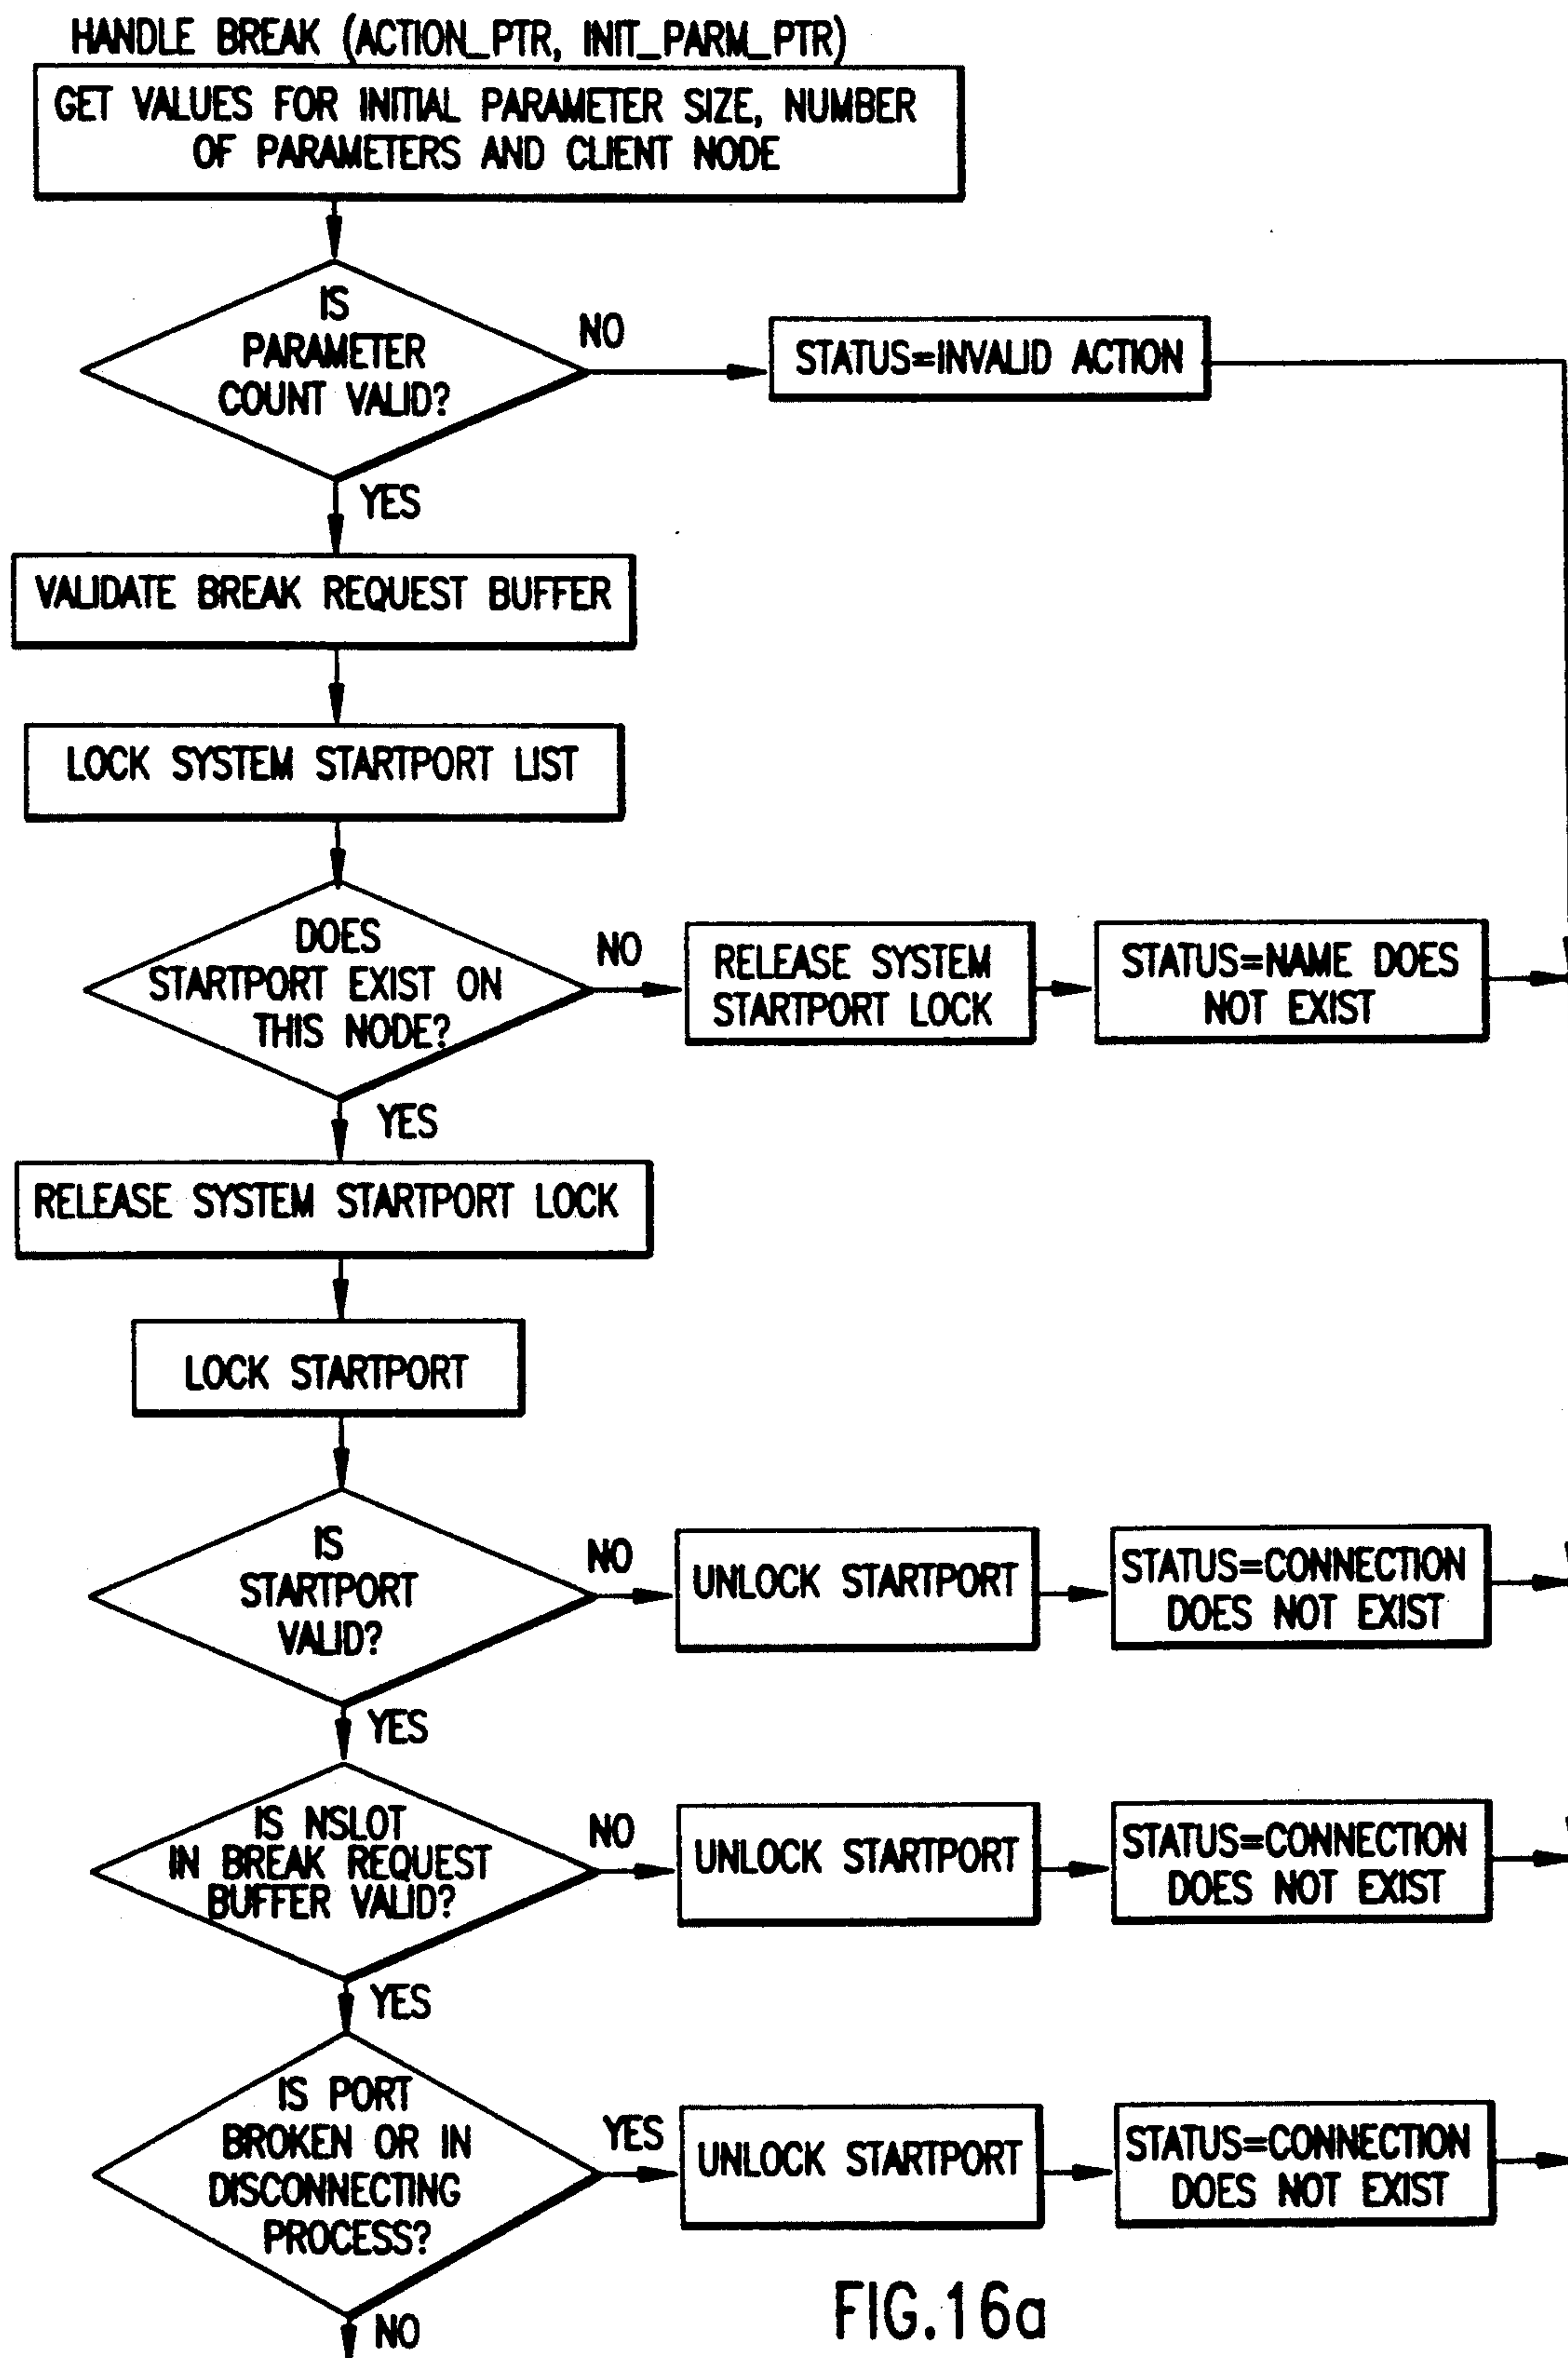 HANDLE BREAK (ACTION_PTR, INIT_PARM_PTR)
GET VALUES FOR INITIAL PARAMETER SIZE, NUMBER
OF PARAMETERS AND CLIENT NODE
IS
PARAMETER
COUNT VALID?
NO
STATUS=INVALID ACTION
YES
VALIDATE BREAK REQUEST BUFFER
LOCK SYSTEM STARTPORT LIST
DOES
STARTPORT EXIST ON
THIS NODE?
NO
RELEASE SYSTEM
STARTPORT LOCK
STATUS=NAME DOES
NOT EXIST
YES
RELEASE SYSTEM STARTPORT LOCK
LOCK STARTPORT
IS
STARTPORT
VALID?
NO
UNLOCK STARTPORT
STATUS=CONNECTION
DOES NOT EXIST
YES
IS NSLOT
IN BREAK REQUEST
BUFFER VALID?
NO
UNLOCK STARTPORT
STATUS=CONNECTION
DOES NOT EXIST
YES
IS PORT
BROKEN OR IN
DISCONNECTING
PROCESS?
YES
UNLOCK STARTPORT
STATUS=CONNECTION
DOES NOT EXIST
NO
FIG.16a